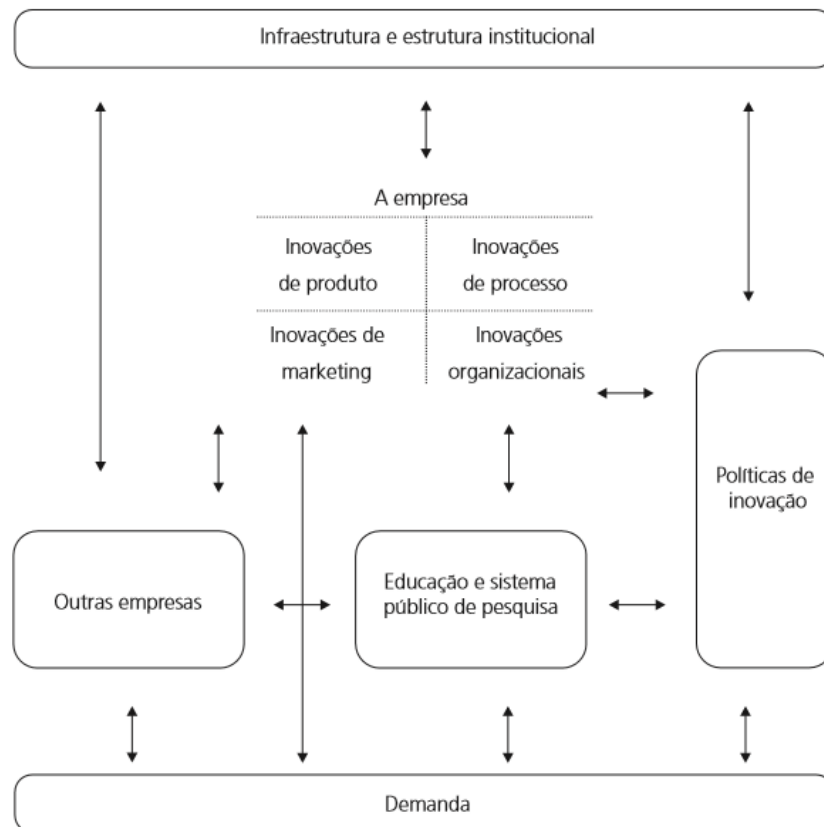 Infraestrutura e estrutura institucional
A empresa
Inovações
de produto
Inovações
de processo
Inovações de
marketing
Inovações
organizacionais
Políticas de
inovação
Outras empresas
Educação e sistema
público de pesquisa
Demanda